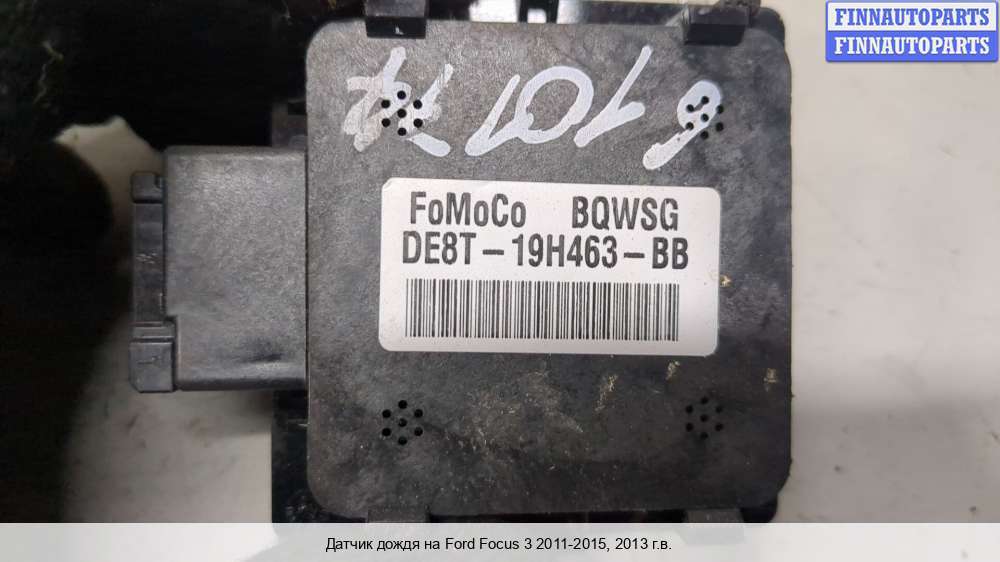 FINNAUTOPARTS
FINNAUTOPARTS
FoMoCo BQWSG
DE8T-19H463-BB
Датчик дождя на Ford Focus 3 2011-2015, 2013 г.в.